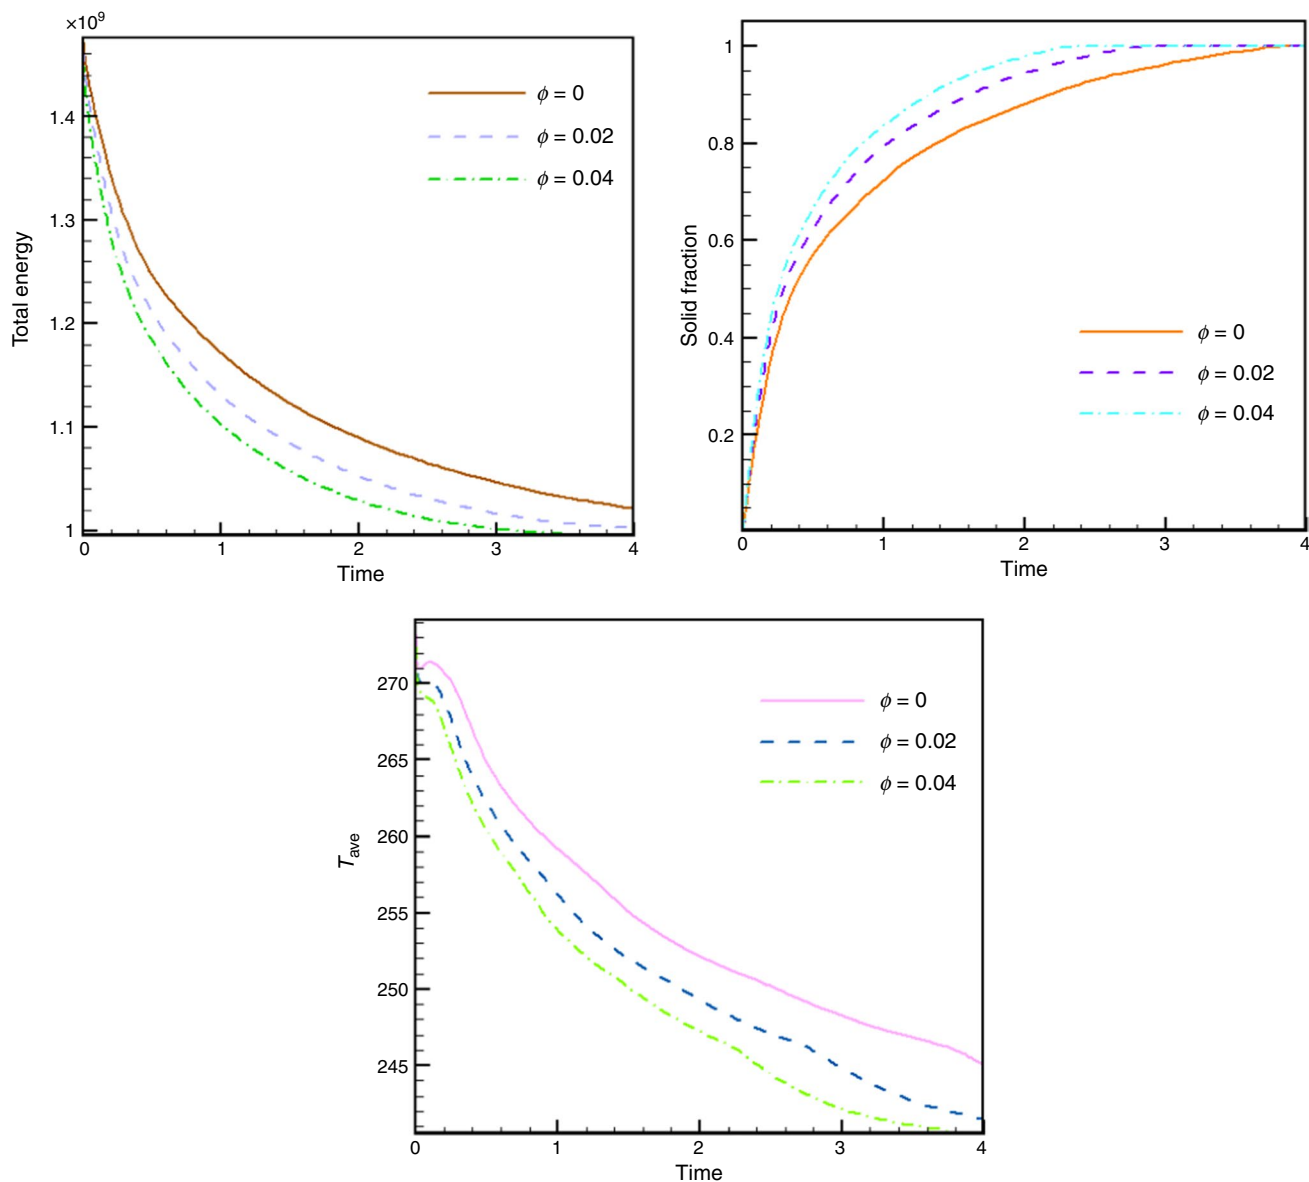 ×10⁹
1.4
1.3
1.2
1.1
1
Total energy
0
1
2
3
4
Time
ϕ = 0
ϕ = 0.02
ϕ = 0.04
1
0.8
0.6
0.4
0.2
Solid fraction
0
1
2
3
4
Time
ϕ = 0
ϕ = 0.02
ϕ = 0.04
270
265
260
255
250
245
Tave
0
1
2
3
4
Time
ϕ = 0
ϕ = 0.02
ϕ = 0.04